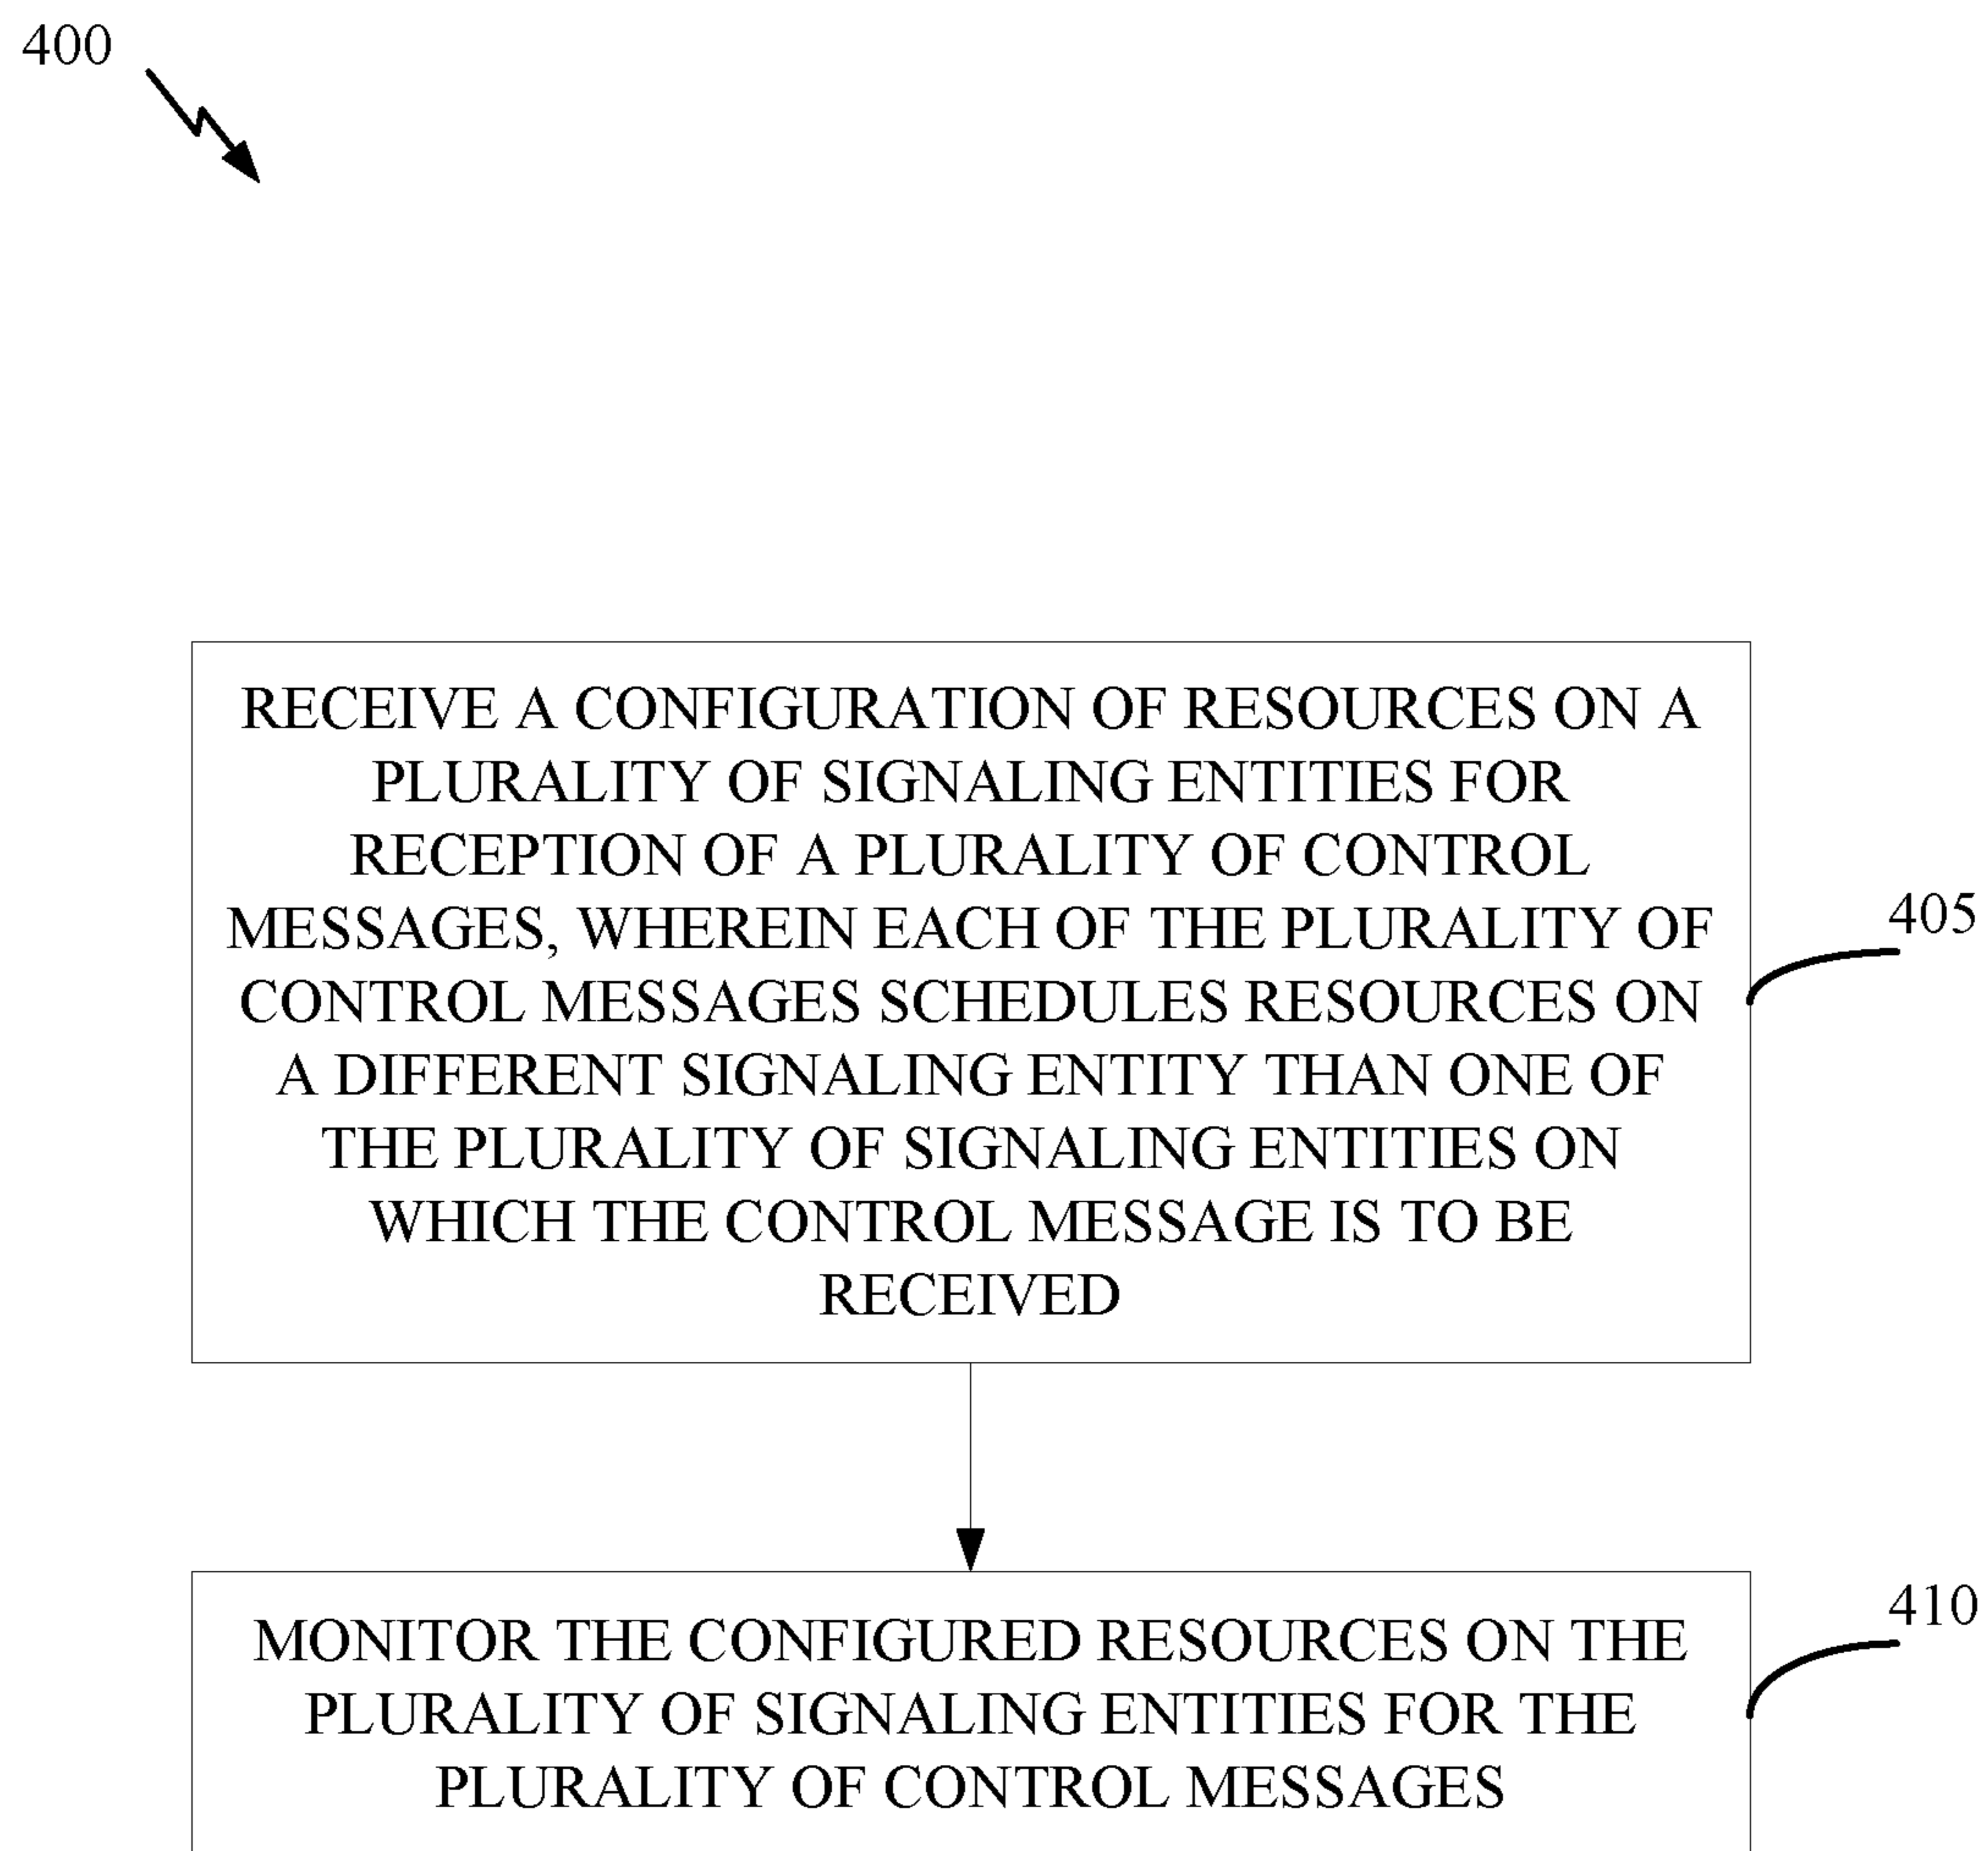 400
RECEIVE A CONFIGURATION OF RESOURCES ON A
PLURALITY OF SIGNALING ENTITIES FOR
RECEPTION OF A PLURALITY OF CONTROL
MESSAGES, WHEREIN EACH OF THE PLURALITY OF
CONTROL MESSAGES SCHEDULES RESOURCES ON
A DIFFERENT SIGNALING ENTITY THAN ONE OF
THE PLURALITY OF SIGNALING ENTITIES ON
WHICH THE CONTROL MESSAGE IS TO BE
RECEIVED
405
MONITOR THE CONFIGURED RESOURCES ON THE
PLURALITY OF SIGNALING ENTITIES FOR THE
PLURALITY OF CONTROL MESSAGES
410